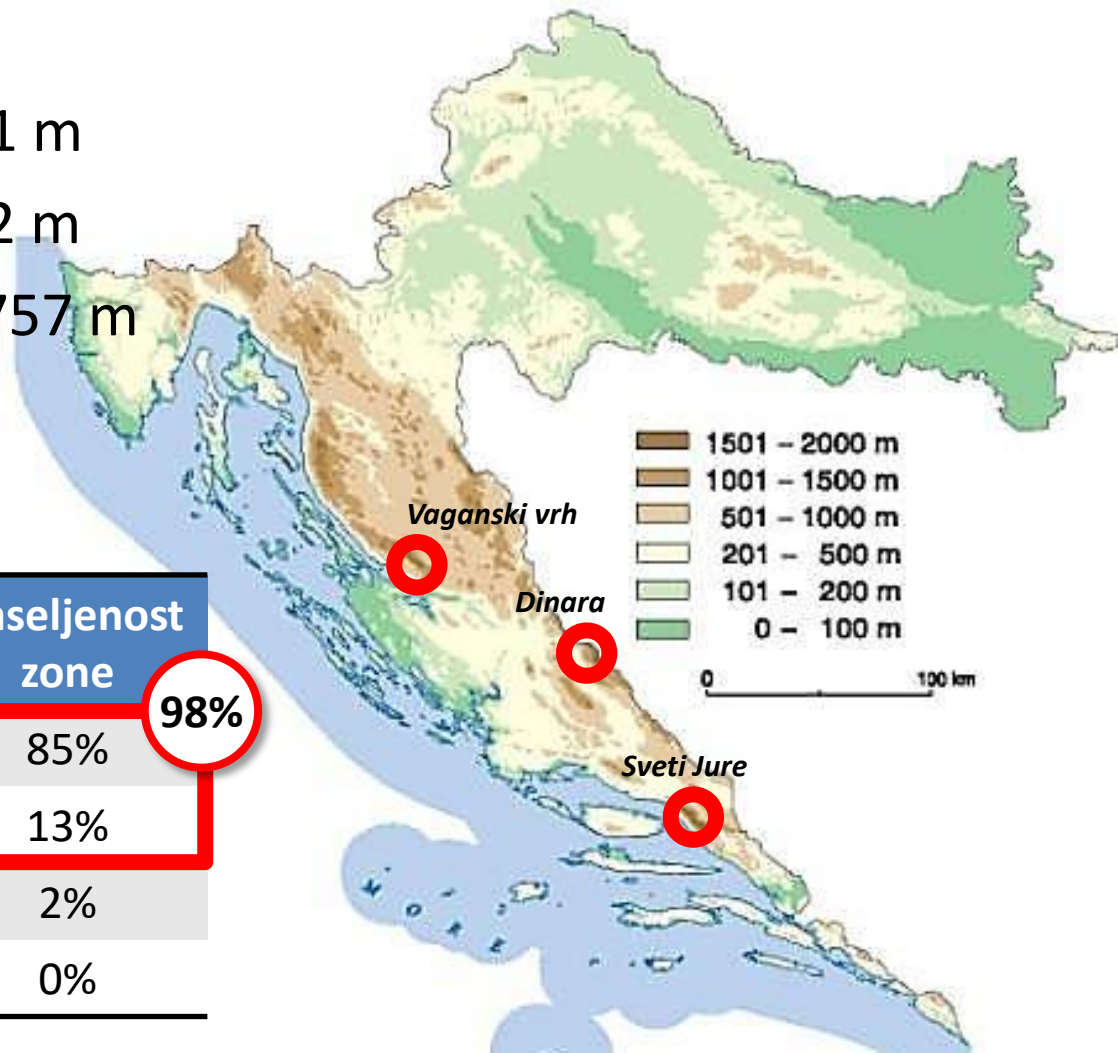 1 m
2 m
757 m
Vaganski vrh
Dinara
Sveti Jure
1501 – 2000 m
1001 – 1500 m
501 – 1000 m
201 – 500 m
101 – 200 m
0 – 100 m
0 100 km
seljenost
zone
98%
85%
13%
2%
0%
M O R E